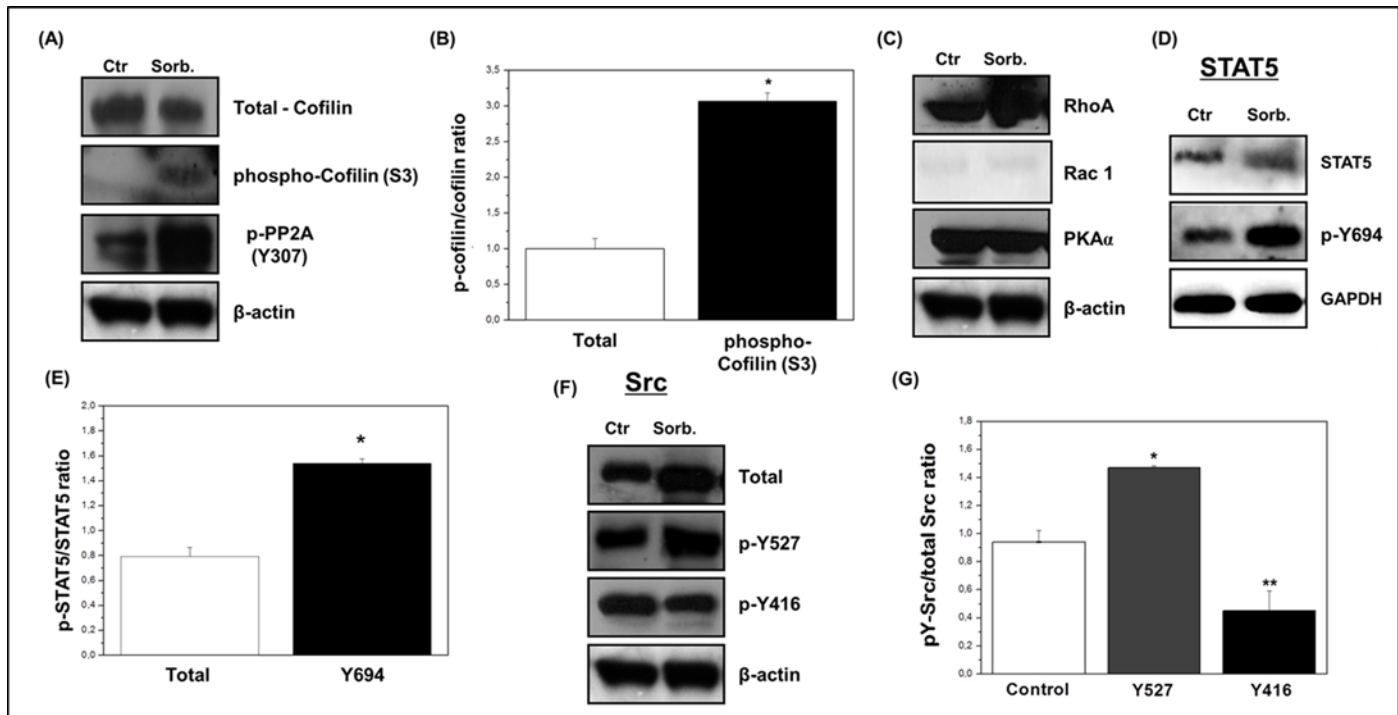 (A)
Ctr Sorb.
Total - Cofilin
phospho-Cofilin (S3)
p-PP2A
(Y307)
β-actin
(B)
p-cofilin/cofilin ratio
3,5
3,0
2,5
2,0
1,5
1,0
0,5
0,0
*
Total
phospho-
Cofilin (S3)
(C)
Ctr Sorb.
RhoA
Rac 1
PKAα
β-actin
(D)
STAT5
Ctr Sorb.
STAT5
p-Y694
GAPDH
(E)
p-STAT5/STAT5 ratio
2,0
1,8
1,6
1,4
1,2
1,0
0,8
0,6
0,4
0,2
0,0
*
Total Y694
(F)
Src
Ctr Sorb.
Total
p-Y527
p-Y416
β-actin
(G)
pY-Src/total Src ratio
1,8
1,6
1,4
1,2
1,0
0,8
0,6
0,4
0,2
0,0
*
**
Control Y527 Y416